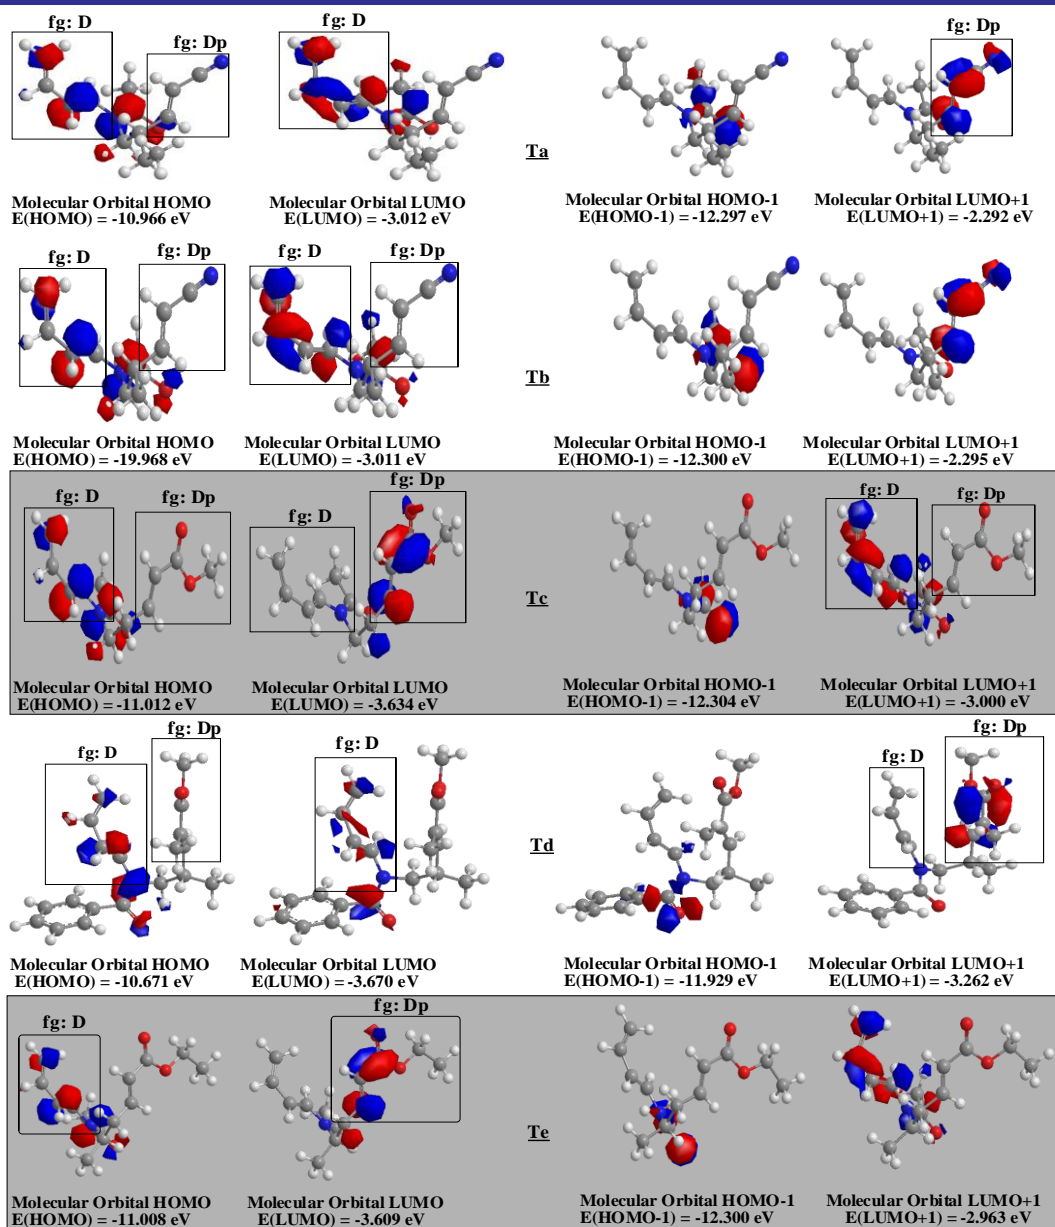 fg: D
fg: Dp
fg: D
Ta
Molecular Orbital HOMO
E(HOMO) = -10.966 eV
Molecular Orbital LUMO
E(LUMO) = -3.012 eV
Molecular Orbital HOMO-1
E(HOMO-1) = -12.297 eV
Molecular Orbital LUMO+1
E(LUMO+1) = -2.292 eV
fg: D
fg: Dp
fg: D
fg: Dp
Tb
Molecular Orbital HOMO
E(HOMO) = -19.968 eV
Molecular Orbital LUMO
E(LUMO) = -3.011 eV
Molecular Orbital HOMO-1
E(HOMO-1) = -12.300 eV
Molecular Orbital LUMO+1
E(LUMO+1) = -2.295 eV
fg: D
fg: Dp
fg: D
fg: Dp
fg: D
fg: Dp
Tc
Molecular Orbital HOMO
E(HOMO) = -11.012 eV
Molecular Orbital LUMO
E(LUMO) = -3.634 eV
Molecular Orbital HOMO-1
E(HOMO-1) = -12.304 eV
Molecular Orbital LUMO+1
E(LUMO+1) = -3.000 eV
fg: D
fg: Dp
fg: D
fg: D
fg: Dp
Td
Molecular Orbital HOMO
E(HOMO) = -10.671 eV
Molecular Orbital LUMO
E(LUMO) = -3.670 eV
Molecular Orbital HOMO-1
E(HOMO-1) = -11.929 eV
Molecular Orbital LUMO+1
E(LUMO+1) = -3.262 eV
fg: D
fg: Dp
Te
Molecular Orbital HOMO
E(HOMO) = -11.008 eV
Molecular Orbital LUMO
E(LUMO) = -3.609 eV
Molecular Orbital HOMO-1
E(HOMO-1) = -12.300 eV
Molecular Orbital LUMO+1
E(LUMO+1) = -2.963 eV